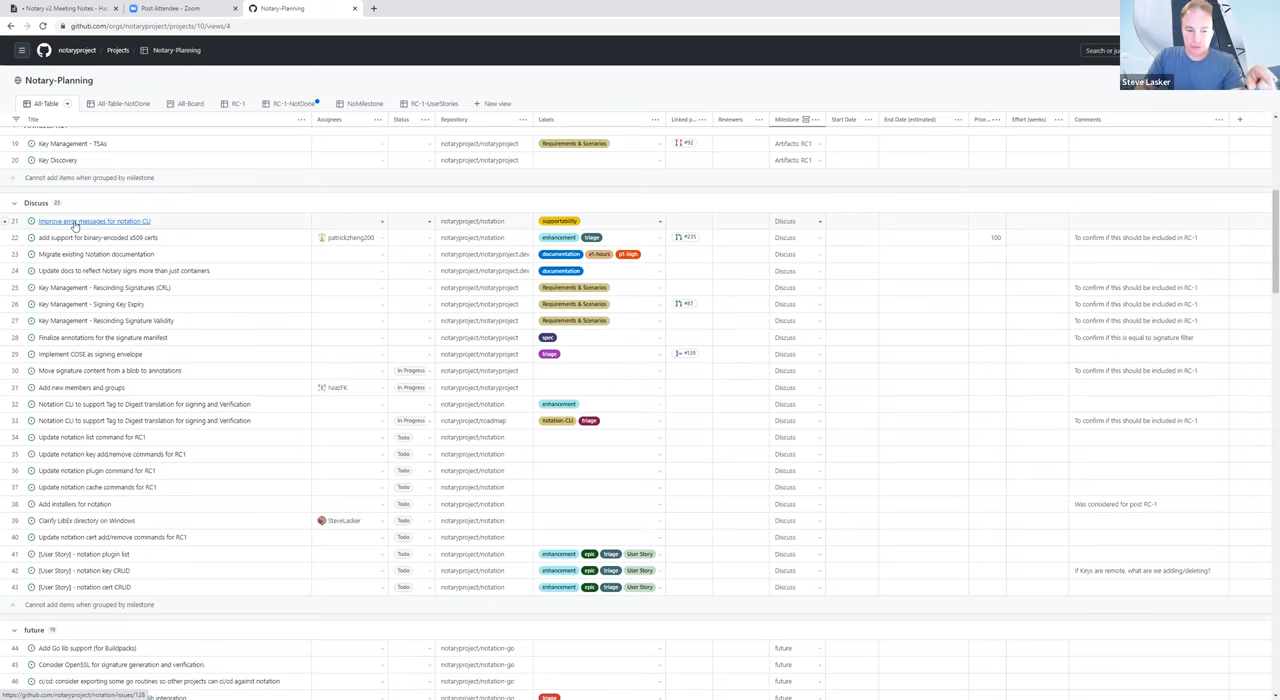 • Notary v2 Meeting Notes - Ha
Post Attendee - Zoom
Notary-Planning
github.com/orgs/notaryproject/projects/10/views/4
notaryproject Projects Notary-Planning
Search or ju
Steve Lasker
Notary-Planning
All-Table All-Table-NotDone All-Board RC-1 RC-1-NotDone NoMilestone RC-1-UserStories + New view
Title Assignees Status Repository Labels Linked p... Reviewers Milestone Start Date End Date (estimated) Prior... Effort (weeks) Comments
19 Key Management - TSAs notaryproject/notaryproject Requirements & Scenarios #92 Artifacts: RC1
20 Key Discovery notaryproject/notaryproject Artifacts: RC1
Cannot add items when grouped by milestone
Discuss 23
21 Improve error messages for notation CLI notaryproject/notation supportability Discuss
22 add support for binary-encoded x509 certs patrickzheng200 notaryproject/notation enhancement triage #235 Discuss 100 To confirm if this should be included in RC-1
23 Migrate existing Notation documentation notaryproject/notaryproject.dev documentation e1-hours p1-high Discuss
24 Update docs to reflect Notary signs more than just containers notaryproject/notaryproject.dev documentation Discuss
25 Key Management - Rescinding Signatures (CRL) notaryproject/notaryproject Requirements & Scenarios Discuss To confirm if this should be included in RC-1
26 Key Management - Signing Key Expiry notaryproject/notaryproject Requirements & Scenarios #87 Discuss To confirm if this should be included in RC-1
27 Key Management - Rescinding Signature Validity notaryproject/notaryproject Requirements & Scenarios Discuss To confirm if this should be included in RC-1
28 Finalize annotations for the signature manifest notaryproject/notaryproject spec Discuss To confirm if this is equal to signature filter
29 Implement COSE as signing envelope notaryproject/notation triage #139 Discuss
30 Move signature content from a blob to annotations In Progress notaryproject/notaryproject Discuss To confirm if this should be included in RC-1
31 Add new members and groups NiazFK In Progress notaryproject/notaryproject Discuss
32 Notation CLI to support Tag to Digest translation for signing and Verification notaryproject/notation enhancement Discuss
33 Notation CLI to support Tag to Digest translation for signing and Verification In Progress notaryproject/roadmap notation-CLI triage Discuss To confirm if this should be included in RC-1
34 Update notation list command for RC1 Todo notaryproject/notation Discuss
35 Update notation key add/remove commands for RC1 Todo notaryproject/notation Discuss
36 Update notation plugin command for RC1 Todo notaryproject/notation Discuss
37 Update notation cache commands for RC1 Todo notaryproject/notation Discuss
38 Add installers for notation Todo notaryproject/notation Discuss Was considered for post RC-1
39 Clarify LibEx directory on Windows SteveLasker Todo notaryproject/notation Discuss
40 Update notation cert add/remove commands for RC1 Todo notaryproject/notation Discuss
41 [User Story] - notation plugin list Todo notaryproject/notation enhancement epic triage User Story Discuss
42 [User Story] - notation key CRUD Todo notaryproject/notation enhancement epic triage User Story Discuss If Keys are remote, what are we adding/deleting?
43 [User Story] - notation cert CRUD Todo notaryproject/notation enhancement epic triage User Story Discuss
Cannot add items when grouped by milestone
future 19
44 Add Go lib support (for Buildpacks) notaryproject/notation-go future
45 Consider OpenSSL for signature generation and verification. notaryproject/notation-go future
46 ci/cd: consider exporting some go routines so other projects can ci/cd against notation notaryproject/notation-go future
https://github.com/notaryproject/notation/issues/128 lib integration triage notaryproject/notation-go future